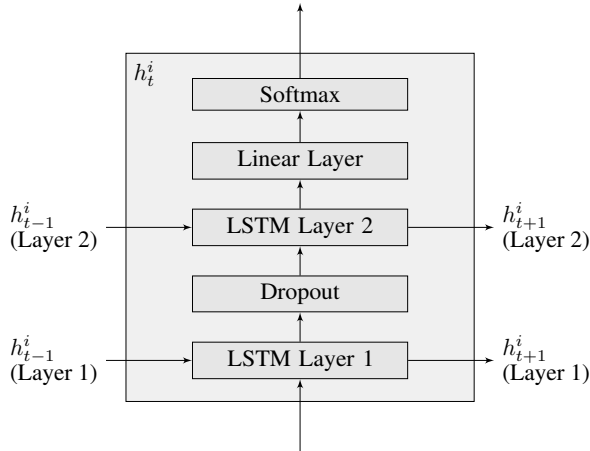 h_t^i
Softmax
Linear Layer
h_{t-1}^i
(Layer 2)
LSTM Layer 2
h_{t+1}^i
(Layer 2)
Dropout
h_{t-1}^i
(Layer 1)
LSTM Layer 1
h_{t+1}^i
(Layer 1)